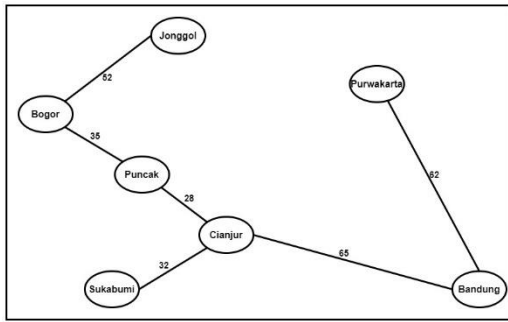 Jonggol
52
Purwakarta
Bogor
35
Puncak
62
28
Cianjur
65
32
Sukabumi
Bandung